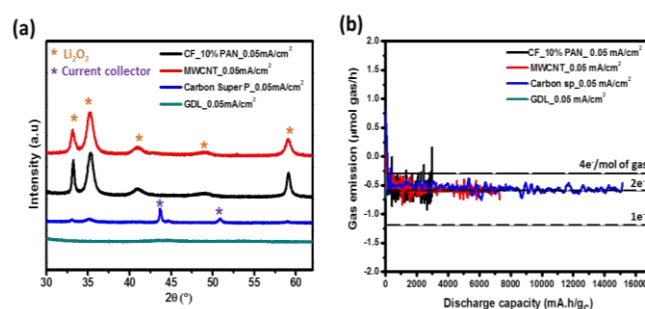 (a)
* Li₂O₂
* Current collector
CF_10% PAN_0.05mA/cm²
MWCNT_0.05mA/cm²
Carbon Super P_0.05mA/cm²
GDL_0.05mA/cm²
Intensity (a.u)
30 35 40 45 50 55 60
2θ (°)
(b)
CF_10% PAN_0.05 mA/cm²
MWCNT_0.05 mA/cm²
Carbon sp_0.05 mA/cm²
GDL_0.05 mA/cm²
Gas emission (µmol gas/h)
2.0
1.5
1.0
0.5
0.0
-0.5
-1.0
-1.5
-2.0
4e⁻/mol of gas
2e⁻
1e⁻
0 2000 4000 6000 8000 10000 12000 14000 16000
Discharge capacity (mA.h/g_C)